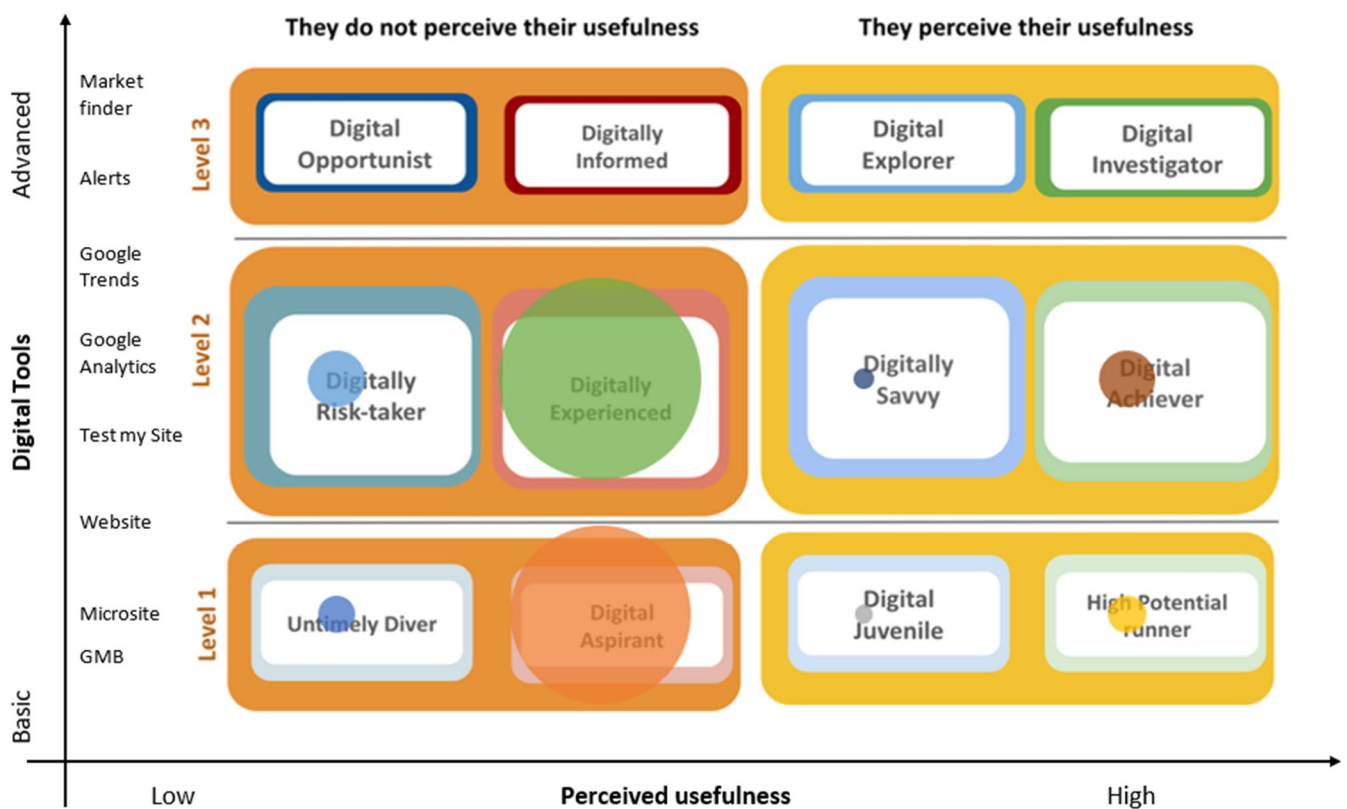 They do not perceive their usefulness
They perceive their usefulness
Advanced
Market
finder
Alerts
Level 3
Digital
Opportunist
Digitally
Informed
Digital
Explorer
Digital
Investigator
Digital Tools
Google
Trends
Google
Analytics
Test my Site
Level 2
Digitally
Risk-taker
Digitally
Experienced
Digitally
Savvy
Digital
Achiever
Website
Microsite
GMB
Level 1
Untimely Diver
Digital
Aspirant
Digital
Juvenile
High Potential
runner
Basic
Low
Perceived usefulness
High